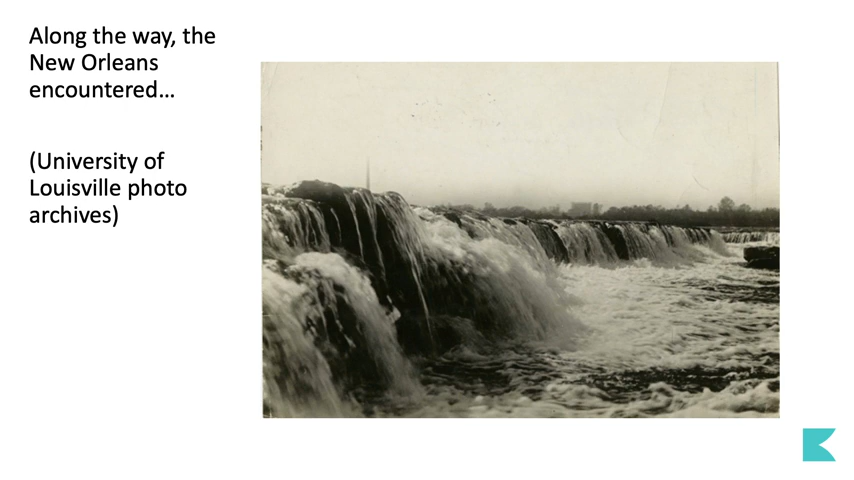 Along the way, the
New Orleans
encountered…
(University of
Louisville photo
archives)